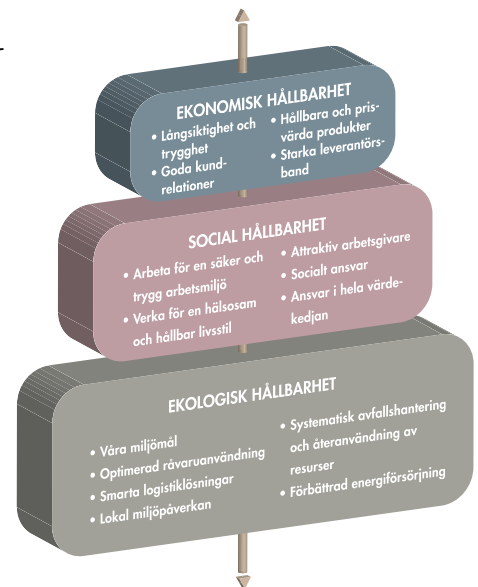 EKONOMISK HÅLLBARHET
• Långsiktighet och
trygghet
• Goda kund-
relationer
• Hållbara och pris-
värda produkter
• Starka leverantörs-
band
SOCIAL HÅLLBARHET
• Arbeta för en säker och
trygg arbetsmiljö
• Verka för en hälsosam
och hållbar livsstil
• Attraktiv arbetsgivare
• Socialt ansvar
• Ansvar i hela värde-
kedjan
EKOLOGISK HÅLLBARHET
• Våra miljömål
• Optimerad råvaruanvändning
• Smarta logistiklösningar
• Lokal miljöpåverkan
• Systematisk avfallshantering
och återanvändning av
resurser
• Förbättrad energiförsörjning